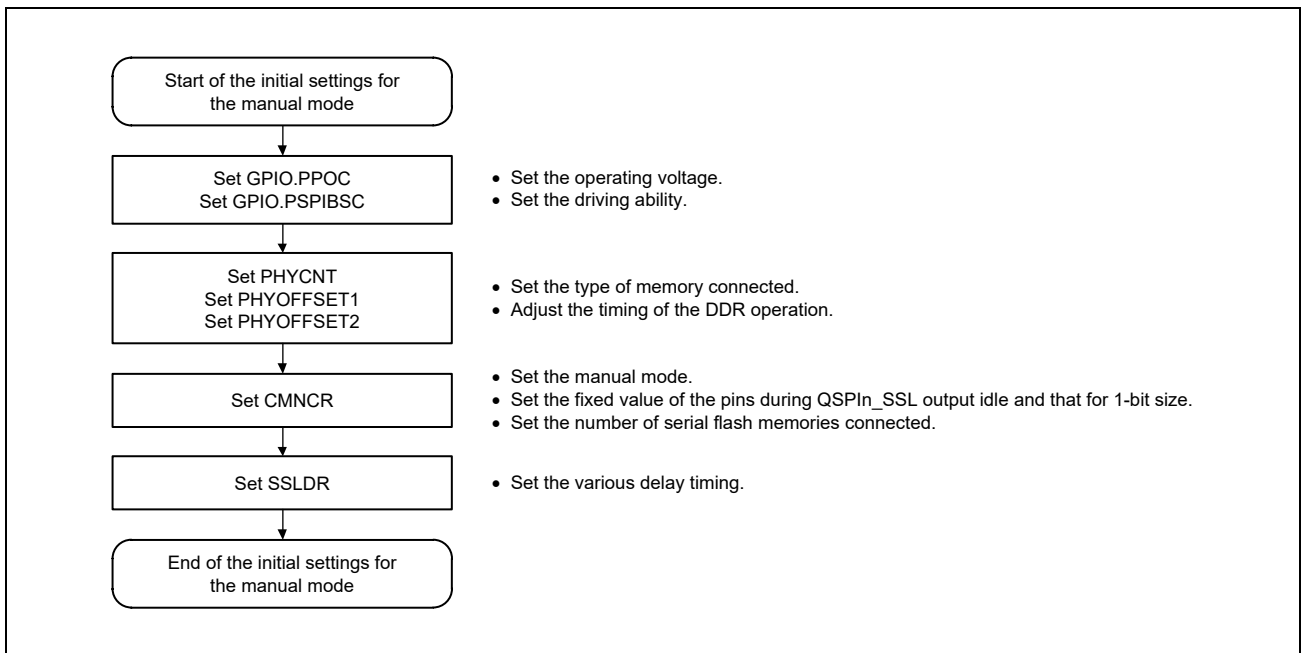 Start of the initial settings for
the manual mode
Set GPIO.PPOC
Set GPIO.PSPIBSC
• Set the operating voltage.
• Set the driving ability.
Set PHYCNT
Set PHYOFFSET1
Set PHYOFFSET2
• Set the type of memory connected.
• Adjust the timing of the DDR operation.
Set CMNCR
• Set the manual mode.
• Set the fixed value of the pins during QSPIn_SSL output idle and that for 1-bit size.
• Set the number of serial flash memories connected.
Set SSLDR
• Set the various delay timing.
End of the initial settings for
the manual mode